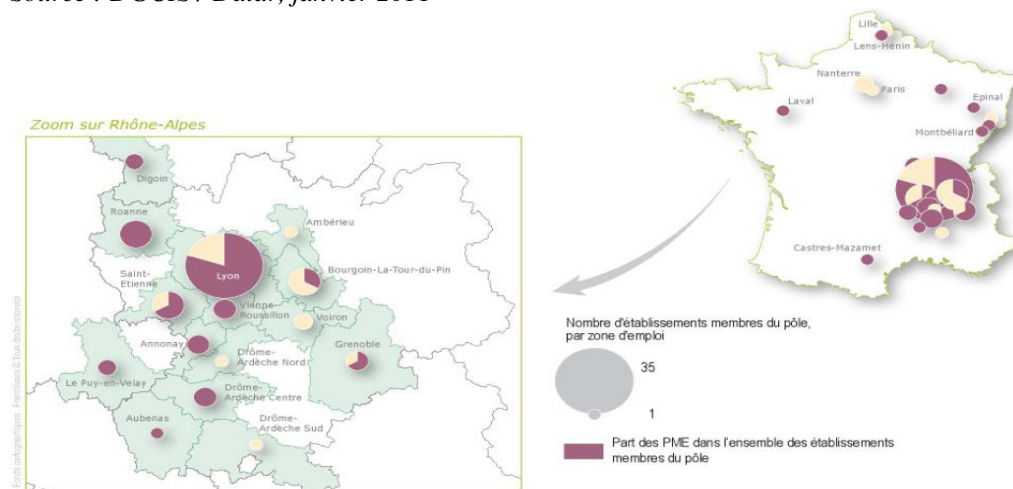 Zoom sur Rhône-Alpes
Digoin
Roanne
Ambérieu
Lyon
Saint-
Etienne
Bourgoin-La-Tour-du-Pin
Vienne
Roussillon
Voiron
Annonay
Grenoble
Drôme-
Ardèche Nord
Le Puy-en-Velay
Drôme-
Ardèche Centre
Aubenas
Drôme-
Ardèche Sud
Lille
Lens-Hénin
Nanterre
Paris
Laval
Epinal
Montbéliard
Castres-Mazamet
Nombre d'établissements membres du pôle,
par zone d'emploi
35
1
Part des PME dans l'ensemble des établissements
membres du pôle